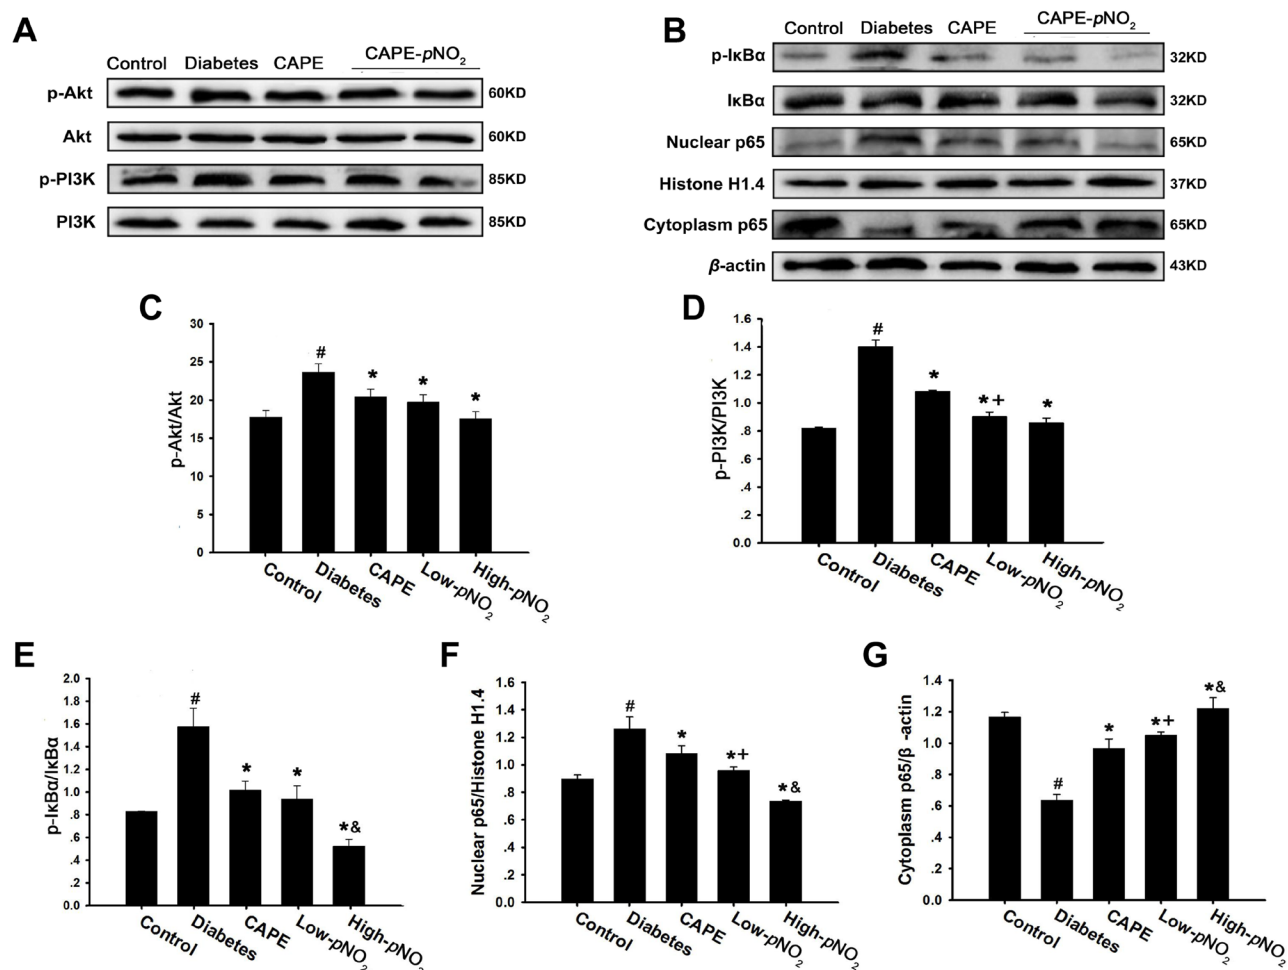 A
Control Diabetes CAPE CAPE-pNO2
p-Akt 60KD
Akt 60KD
p-PI3K 85KD
PI3K 85KD
B
Control Diabetes CAPE CAPE-pNO2
p-IκBα 32KD
IκBα 32KD
Nuclear p65 65KD
Histone H1.4 37KD
Cytoplasm p65 65KD
β-actin 43KD
C
p-Akt/Akt
30
25
20
15
10
5
0
# * * *
Control Diabetes CAPE Low-pNO2 High-pNO2
D
p-PI3K/PI3K
1.6
1.4
1.2
1.0
.8
.6
.4
.2
0.0
# * *+ *
Control Diabetes CAPE Low-pNO2 High-pNO2
E
p-IκBα/IκBα
2.0
1.8
1.6
1.4
1.2
1.0
.8
.6
.4
.2
0.0
# * * *&
Control Diabetes CAPE Low-pNO2 High-pNO2
F
Nuclear p65/Histone H1.4
1.6
1.4
1.2
1.0
.8
.6
.4
.2
0.0
# * *+ *&
Control Diabetes CAPE Low-pNO2 High-pNO2
G
Cytoplasm p65/β -actin
1.4
1.2
1.0
.8
.6
.4
.2
0.0
# * *+ *&
Control Diabetes CAPE Low-pNO2 High-pNO2